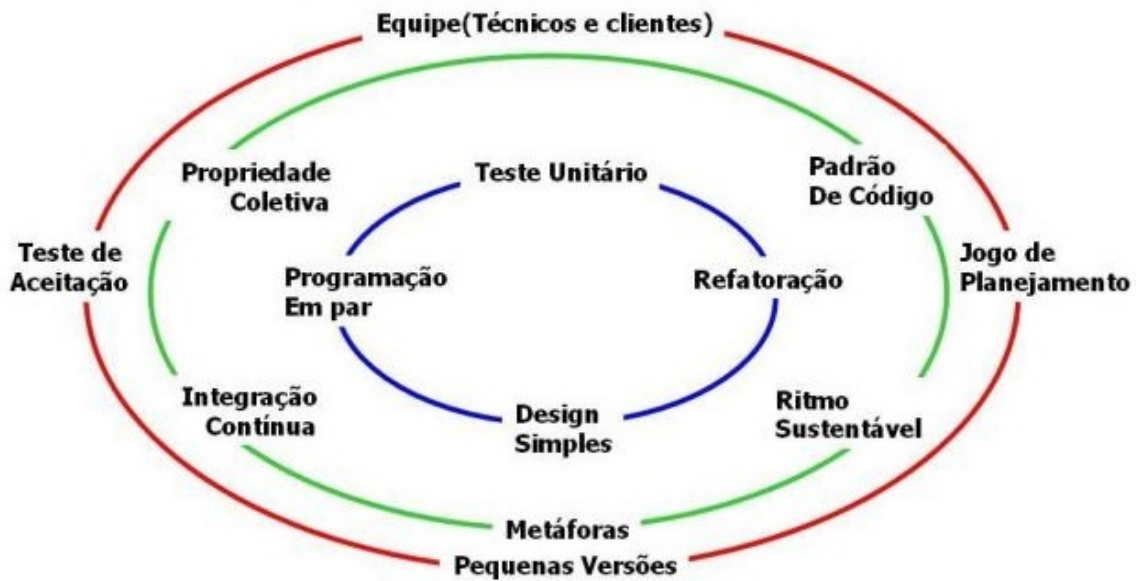 Equipe(Técnicos e clientes)
Propriedade
Coletiva
Teste Unitário
Padrão
De Código
Teste de
Aceitação
Programação
Em par
Refatoração
Jogo de
Planejamento
Integração
Contínua
Design
Simples
Ritmo
Sustentável
Metáforas
Pequenas Versões